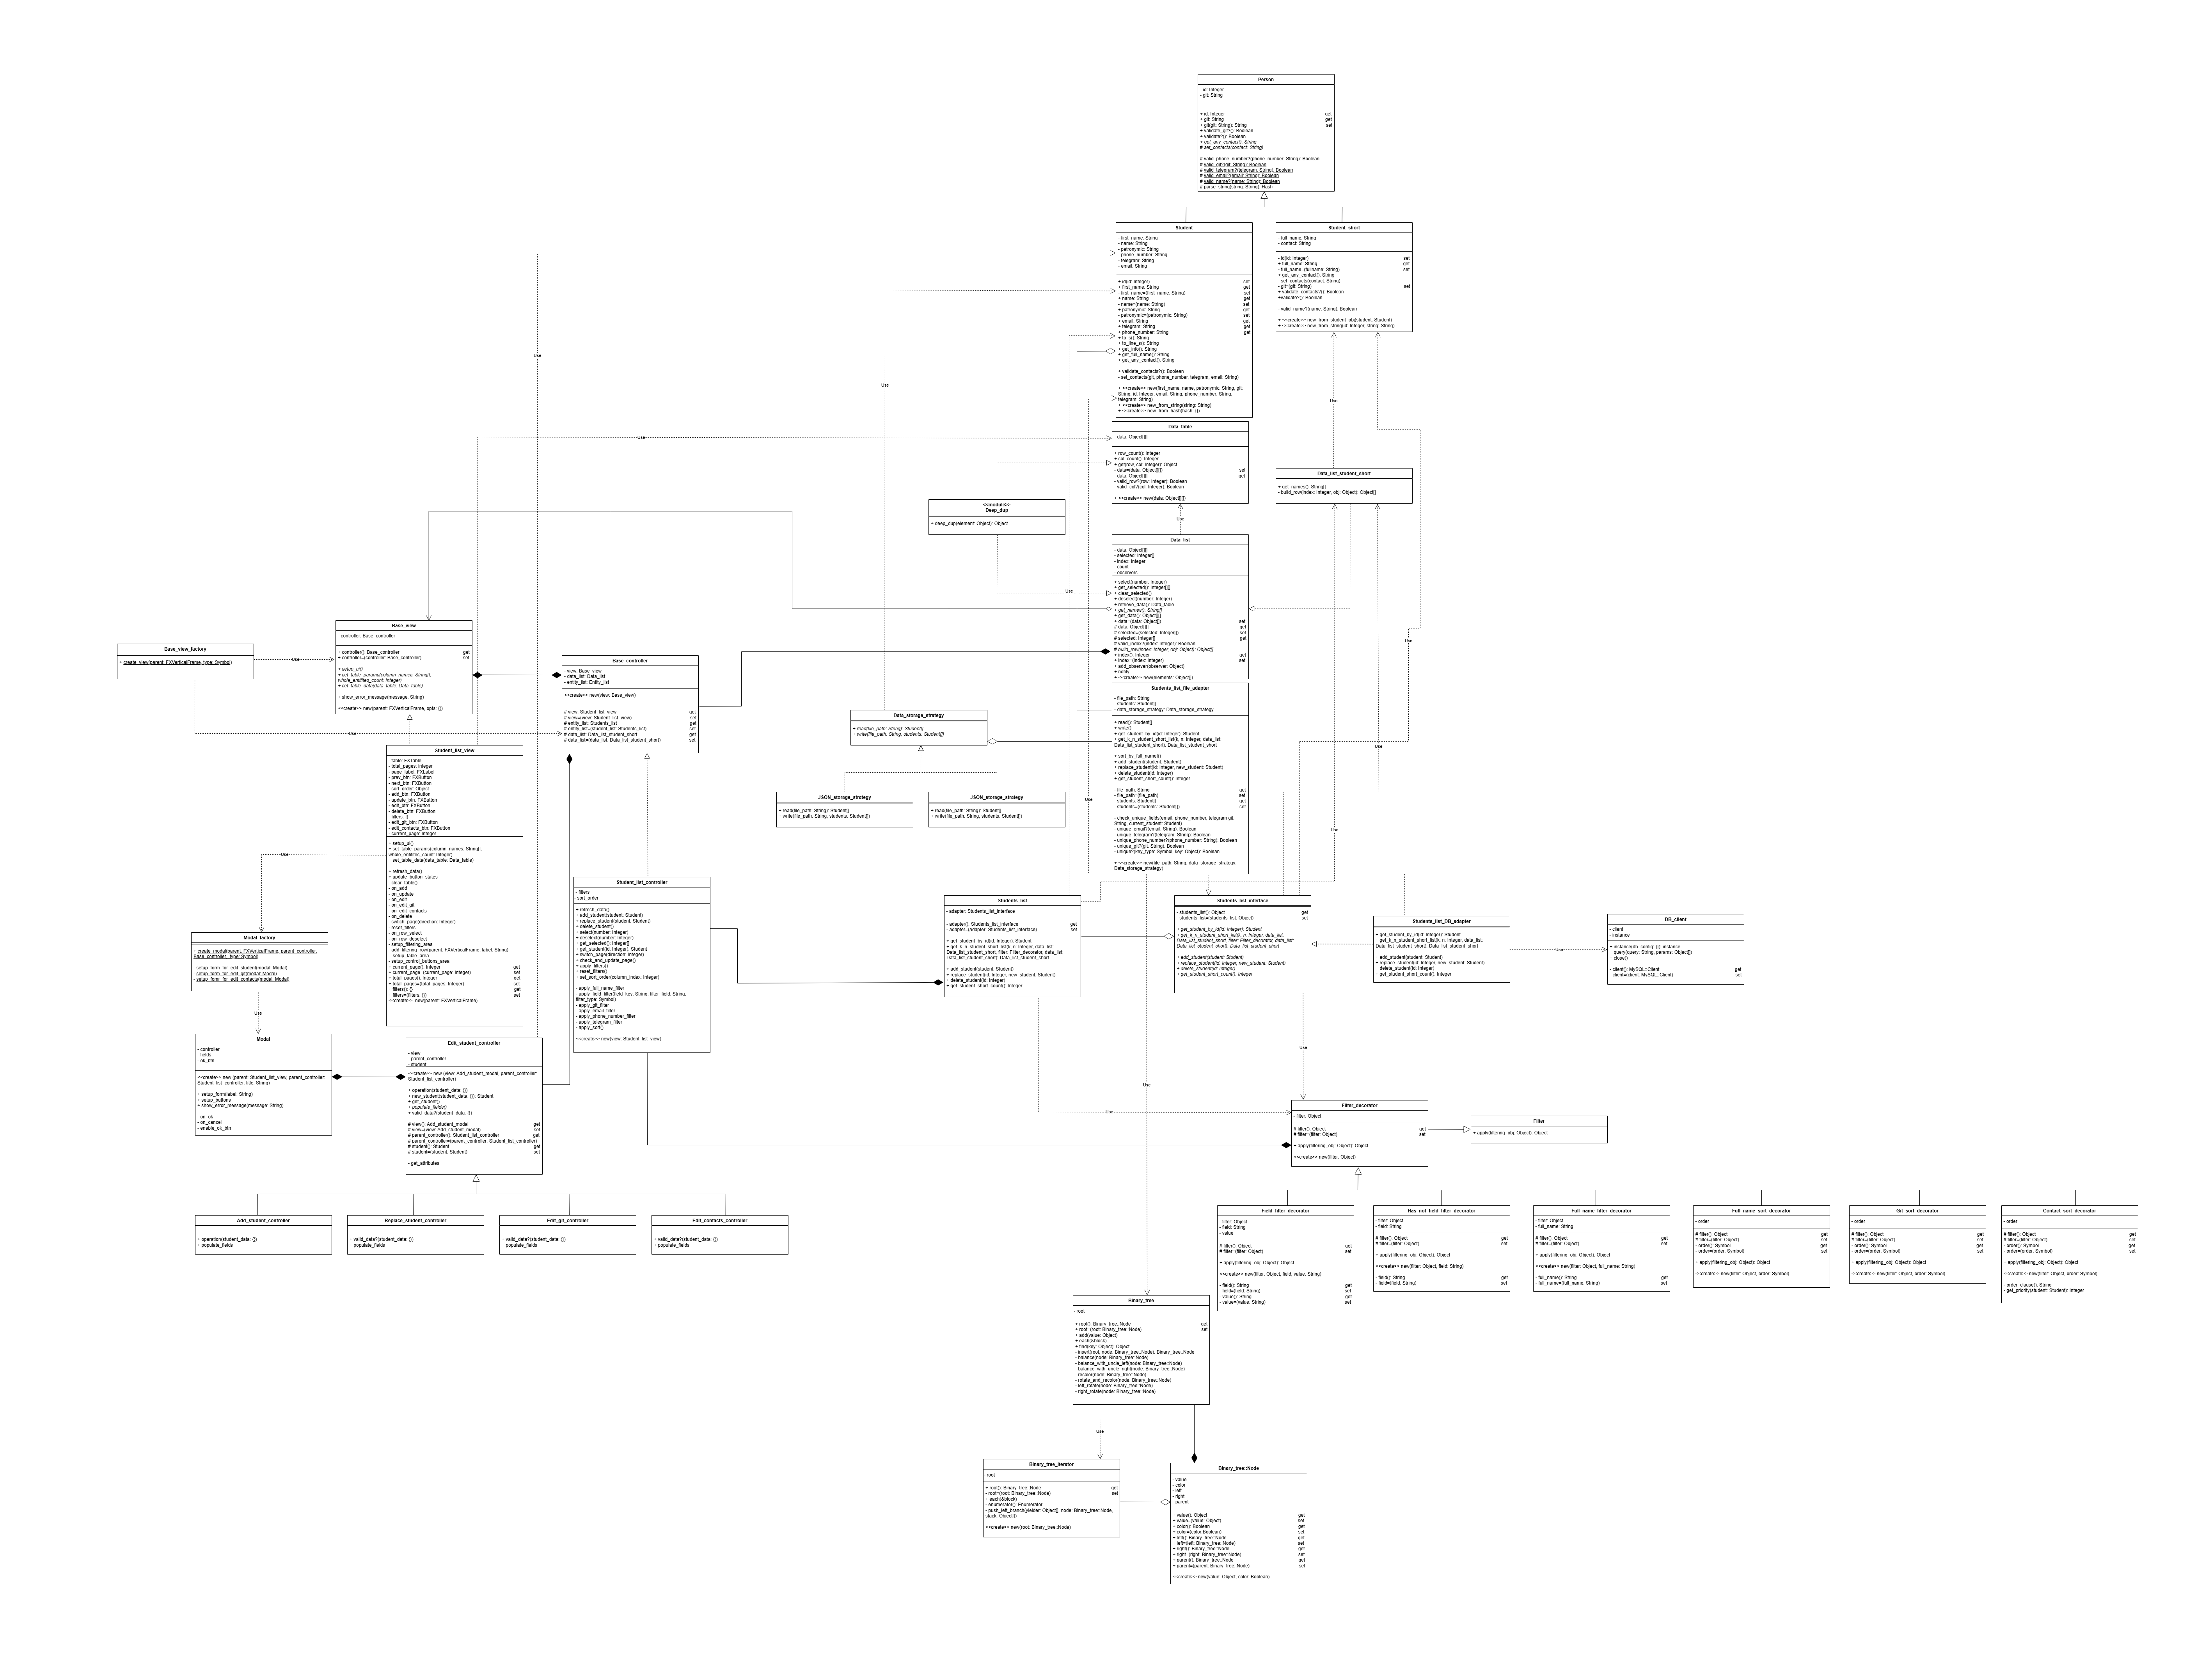 Person
- id: Integer
- git: String
+ id: Integer get
+ git: String get
+ git(git: String): String set
+ validate_git?(): Boolean
+ validate?(): Boolean
+ get_any_contact(): String
# set_contacts(contact: String)
# valid_phone_number?(phone_number: String): Boolean
# valid_git?(git: String): Boolean
# valid_telegram?(telegram: String): Boolean
# valid_email?(email: String): Boolean
# valid_name?(name: String): Boolean
# parse_string(string: String): Hash
Student
- first_name: String
- name: String
- patronymic: String
- phone_number: String
- telegram: String
- email: String
+ id(id: Integer) set
+ first_name: String get
- first_name=(first_name: String) set
+ name: String get
- name=(name: String) set
+ patronymic: String get
- patronymic=(patronymic: String) set
+ email: String get
+ telegram: String get
+ phone_number: String get
+ to_s(): String
+ to_line_s(): String
+ get_info(): String
+ get_full_name(): String
+ get_any_contact: String
+ validate_contacts?(): Boolean
- set_contacts(git, phone_number, telegram, email: String)
+ <<create>> new(first_name, name, patronymic: String, git:
String, id: Integer, email: String, phone_number: String,
telegram: String)
+ <<create>> new_from_string(string: String)
+ <<create>> new_from_hash(hash: {})
Student_short
- full_name: String
- contact: String
- id(id: Integer) set
+ full_name: String get
- full_name=(fullname: String) set
+ get_any_contact(): String
- set_contacts(contact: String)
- git=(git: String) set
+ validate_contacts?(): Boolean
+validate?(): Boolean
- valid_name?(name: String): Boolean
+ <<create>> new_from_student_obj(student: Student)
+ <<create>> new_from_string(id: Integer, string: String)
Use
Use
Use
Use
Data_table
- data: Object[][]
+ row_count(): Integer
+ col_count(): Integer
+ get(row, col: Integer): Object
- data=(data: Object[][]) set
- data: Object[][] get
- valid_row?(row: Integer): Boolean
- valid_col?(col: Integer): Boolean
+ <<create>> new(data: Object[][])
Data_list_student_short
+ get_names(): String[]
- build_row(index: Integer, obj: Object): Object[]
<<module>>
Deep_dup
+ deep_dup(element: Object): Object
Use
Use
Data_list
- data: Object[][]
- selected: Integer[]
- index: Integer
- count
- observers
+ select(number: Integer)
+ get_selected(): Integer[][]
+ clear_selected()
+ deselect(number: Integer)
+ retrieve_data(): Data_table
+ get_names(): String[]
+ get_data(): Object[][]
+ data=(data: Object[]) set
# data: Object[][] get
# selected=(selected: Integer[]) set
# selected: Integer[] get
# valid_index?(index: Integer): Boolean
# build_row(index: Integer, obj: Object): Object[]
+ index(): Integer get
+ index=(index: Integer) set
+ add_observer(observer: Object)
+ notify
+ <<create>> new(elements: Object[])
Base_view
- controller: Base_controller
+ controller(): Base_controller get
+ controller=(controller: Base_controller) set
+ setup_ui()
+ set_table_params(column_names: String[],
whole_entitites_count: Integer)
+ set_table_data(data_table: Data_table)
+ show_error_message(message: String)
<<create>> new(parent: FXVerticalFrame, opts: {})
Base_view_factory
+ create_view(parent: FXVerticalFrame, type: Symbol)
Use
Use
Base_controller
- view: Base_view
- data_list: Data_list
- entity_list: Entity_list
<<create>> new(view: Base_view)
# view: Student_list_view get
# view=(view: Student_list_view) set
# entity_list: Students_list get
# entity_list=(student_list: Students_list) set
# data_list: Data_list_student_short get
# data_list=(data_list: Data_list_student_short) set
Use
Use
Students_list_file_adapter
- file_path: String
- students: Student[]
- data_storage_strategy: Data_storage_strategy
+ read(): Student[]
+ write()
+ get_student_by_id(id: Integer): Student
+ get_k_n_student_short_list(k, n: Integer, data_list:
Data_list_student_short): Data_list_student_short
+ sort_by_full_name!()
+ add_student(student: Student)
+ replace_student(id: Integer, new_student: Student)
+ delete_student(id: Integer)
+ get_student_short_count(): Integer
- file_path: String get
- file_path=(file_path) set
- students: Student[] get
- students=(students: Student[]) set
- check_unique_fields(email, phone_number, telegram git:
String, current_student: Student)
- unique_email?(email: String): Boolean
- unique_telegram?(telegram: String): Boolean
- unique_phone_number?(phone_number: String): Boolean
- unique_git?(git: String): Boolean
- unique?(key_type: Symbol, key: Object): Boolean
+ <<create>> new(file_path: String, data_storage_strategy:
Data_storage_strategy)
Data_storage_strategy
+ read(file_path: String): Student[]
+ write(file_path: String, students: Student[])
JSON_storage_strategy
+ read(file_path: String): Student[]
+ write(file_path: String, students: Student[])
JSON_storage_strategy
+ read(file_path: String): Student[]
+ write(file_path: String, students: Student[])
Student_list_view
- table: FXTable
- total_pages: integer
- page_label: FXLabel
- prev_btn: FXButton
- next_btn: FXButton
- sort_order: Object
- add_btn: FXButton
- update_btn: FXButton
- edit_btn: FXButton
- delete_btn: FXButton
- filters: {}
- edit_git_btn: FXButton
- edit_contacts_btn: FXButton
- current_page: Integer
+ setup_ui()
+ set_table_params(column_names: String[],
whole_entitites_count: Integer)
+ set_table_data(data_table: Data_table)
+ refresh_data()
+ update_button_states
- clear_table()
- on_add
- on_update
- on_edit
- on_edit_git
- on_edit_contacts
- on_delete
- switch_page(direction: Integer)
- reset_filters
- on_row_select
- on_row_deselect
- setup_filtering_area
- add_filtering_row(parent: FXVerticalFrame, label: String)
- setup_table_area
- setup_control_buttons_area
+ current_page(): Integer get
+ current_page=(current_page: Integer) set
+ total_pages(): Integer get
+ total_pages=(total_pages: Integer) set
+ filters(): {} get
+ filters=(filters: {}) set
<<create>> new(parent: FXVerticalFrame)
Use
Use
Use
Student_list_controller
- filters
- sort_order
+ refresh_data()
+ add_student(student: Student)
+ replace_student(student: Student)
+ delete_student()
+ select(number: Integer)
+ deselect(number: Integer)
+ get_selected(): Integer[]
+ get_student(id: Integer): Student
+ switch_page(direction: Integer)
+ check_and_update_page()
+ apply_filters()
+ reset_filters()
+ set_sort_order(column_index: Integer)
- apply_full_name_filter
- apply_field_filter(field_key: String, filter_field: String,
filter_type: Symbol)
- apply_git_filter
- apply_email_filter
- apply_phone_number_filter
- apply_telegram_filter
- apply_sort()
<<create>> new(view: Student_list_view)
Students_list
- adapter: Students_list_interface
- adapter(): Students_list_interface get
- adapter=(adapter: Students_list_interface) set
+ get_student_by_id(id: Integer): Student
+ get_k_n_student_short_list(k, n: Integer, data_list:
Data_list_student_short, filter: Filter_decorator, data_list:
Data_list_student_short): Data_list_student_short
+ add_student(student: Student)
+ replace_student(id: Integer, new_student: Student)
+ delete_student(id: Integer)
+ get_student_short_count(): Integer
Students_list_interface
- students_list(): Object get
- students_list=(students_list: Object) set
+ get_student_by_id(id: Integer): Student
+ get_k_n_student_short_list(k, n: Integer, data_list:
Data_list_student_short, filter: Filter_decorator, data_list:
Data_list_student_short): Data_list_student_short
+ add_student(student: Student)
+ replace_student(id: Integer, new_student: Student)
+ delete_student(id: Integer)
+ get_student_short_count(): Integer
Students_list_DB_adapter
+ get_student_by_id(id: Integer): Student
+ get_k_n_student_short_list(k, n: Integer, data_list:
Data_list_student_short): Data_list_student_short
+ add_student(student: Student)
+ replace_student(id: Integer, new_student: Student)
+ delete_student(id: Integer)
+ get_student_short_count(): Integer
Use
DB_client
- client
- instance
+ instance(db_config: {}): instance
+ query(query: String, params: Object[])
+ close()
- client(): MySQL::Client get
- client=(client: MySQL::Client) set
Modal_factory
+ create_modal(parent: FXVerticalFrame, parent_controller:
Base_controller, type: Symbol)
- setup_form_for_edit_student(modal: Modal)
- setup_form_for_edit_git(modal: Modal)
- setup_form_for_edit_contacts(modal: Modal)
Use
Modal
- controller
- fields
- ok_btn
<<create>> new (parent: Student_list_view, parent_controller:
Student_list_controller, title: String)
+ setup_form(label: String)
+ setup_buttons
+ show_error_message(message: String)
- on_ok
- on_cancel
- enable_ok_btn
Edit_student_controller
- view
- parent_controller
- student
<<create>> new (view: Add_student_modal, parent_controller:
Student_list_controller)
+ operation(student_data: {})
+ new_student(student_data: {}): Student
+ get_student()
+ populate_fields()
+ valid_data?(student_data: {})
# view(): Add_student_modal get
# view=(view: Add_student_modal) set
# parent_controller(): Student_list_controller get
# parent_controller=(parent_controller: Student_list_controller)
# student(): Student get
# student=(student: Student) set
- get_attributes
Use
Use
Use
Filter_decorator
- filter: Object
# filter(): Object get
# filter=(filter: Object) set
+ apply(filtering_obj: Object): Object
<<create>> new(filter: Object)
Filter
+ apply(filtering_obj: Object): Object
Add_student_controller
+ operation(student_data: {})
+ populate_fields
Replace_student_controller
+ valid_data?(student_data: {})
+ populate_fields
Edit_git_controller
+ valid_data?(student_data: {})
+ populate_fields
Edit_contacts_controller
+ valid_data?(student_data: {})
+ populate_fields
Field_filter_decorator
- filter: Object
- field: String
- value
# filter(): Object get
# filter=(filter: Object) set
+ apply(filtering_obj: Object): Object
<<create>> new(filter: Object, field, value: String)
- field(): String get
- field=(field: String) set
- value(): String get
- value=(value: String) set
Has_not_field_filter_decorator
- filter: Object
- field: String
# filter(): Object get
# filter=(filter: Object) set
+ apply(filtering_obj: Object): Object
<<create>> new(filter: Object, field: String)
- field(): String get
- field=(field: String) set
Full_name_filter_decorator
- filter: Object
- full_name: String
# filter(): Object get
# filter=(filter: Object) set
+ apply(filtering_obj: Object): Object
<<create>> new(filter: Object, full_name: String)
- full_name(): String get
- full_name=(full_name: String) set
Full_name_sort_decorator
- order
# filter(): Object get
# filter=(filter: Object) set
- order(): Symbol get
- order=(order: Symbol) set
+ apply(filtering_obj: Object): Object
<<create>> new(filter: Object, order: Symbol)
Git_sort_decorator
- order
# filter(): Object get
# filter=(filter: Object) set
- order(): Symbol get
- order=(order: Symbol) set
+ apply(filtering_obj: Object): Object
<<create>> new(filter: Object, order: Symbol)
Contact_sort_decorator
- order
# filter(): Object get
# filter=(filter: Object) set
- order(): Symbol get
- order=(order: Symbol) set
+ apply(filtering_obj: Object): Object
<<create>> new(filter: Object, order: Symbol)
- order_clause(): String
- get_priority(student: Student): Integer
Binary_tree
- root
+ root(): Binary_tree::Node get
+ root=(root: Binary_tree::Node) set
+ add(value: Object)
+ each(&block)
+ find(key: Object): Object
- insert(root, node: Binary_tree::Node): Binary_tree::Node
- balance(node: Binary_tree::Node)
- balance_with_uncle_left(node: Binary_tree::Node)
- balance_with_uncle_right(node: Binary_tree::Node)
- recolor(node: Binary_tree::Node)
- rotate_and_recolor(node: Binary_tree::Node)
- left_rotate(node: Binary_tree::Node)
- right_rotate(node: Binary_tree::Node)
Use
Binary_tree_iterator
- root
+ root(): Binary_tree::Node get
- root=(root: Binary_tree::Node) set
+ each(&block)
- enumerator(): Enumerator
- push_left_branch(yielder: Object[], node: Binary_tree::Node,
stack: Object[])
<<create>> new(root: Binary_tree::Node)
Binary_tree::Node
- value
- color
- left
- right
- parent
+ value(): Object get
+ value=(value: Object) set
+ color(): Boolean get
+ color=(color:Boolean) set
+ left(): Binary_tree::Node get
+ left=(left: Binary_tree::Node) set
+ right(): Binary_tree::Node get
+ right=(right: Binary_tree::Node) set
+ parent(): Binary_tree::Node get
+ parent=(parent: Binary_tree::Node) set
<<create>> new(value: Object, color: Boolean)